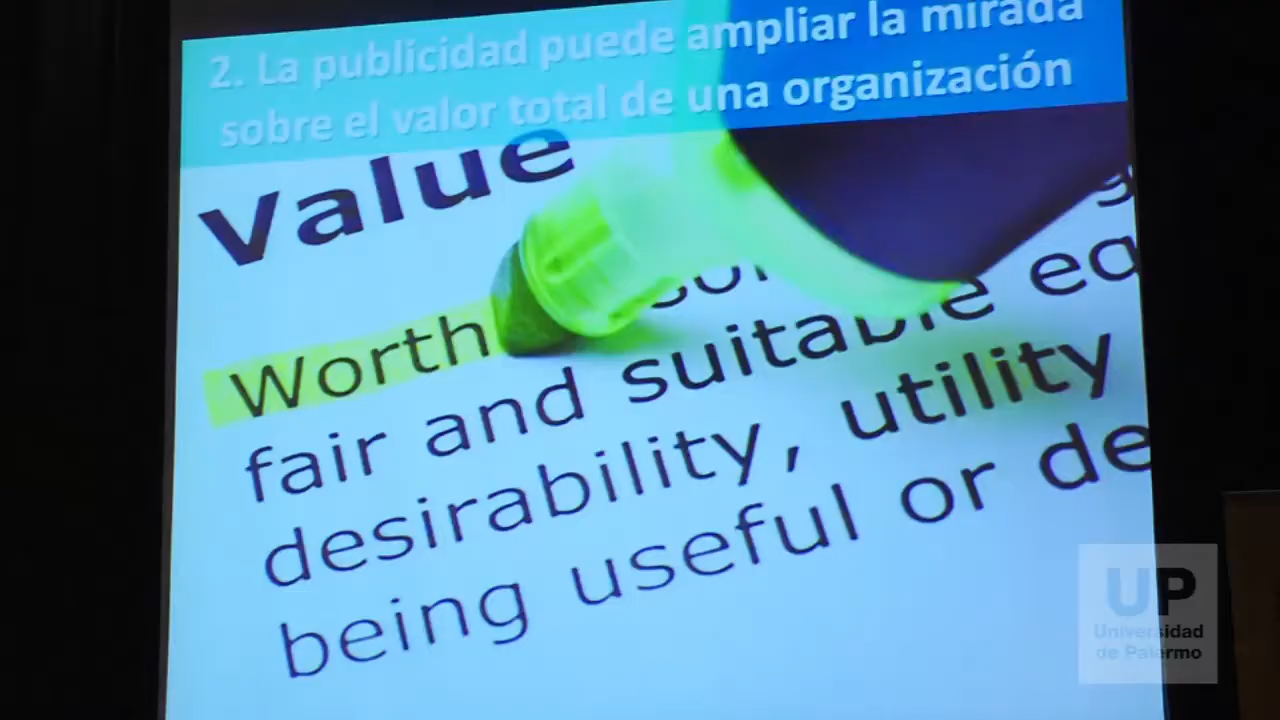 2. La publicidad puede ampliar la mirada
sobre el valor total de una organización
Value
Worth
fair and suitable eq
desirability, utility
being useful or de
UP
Universidad
de Palermo